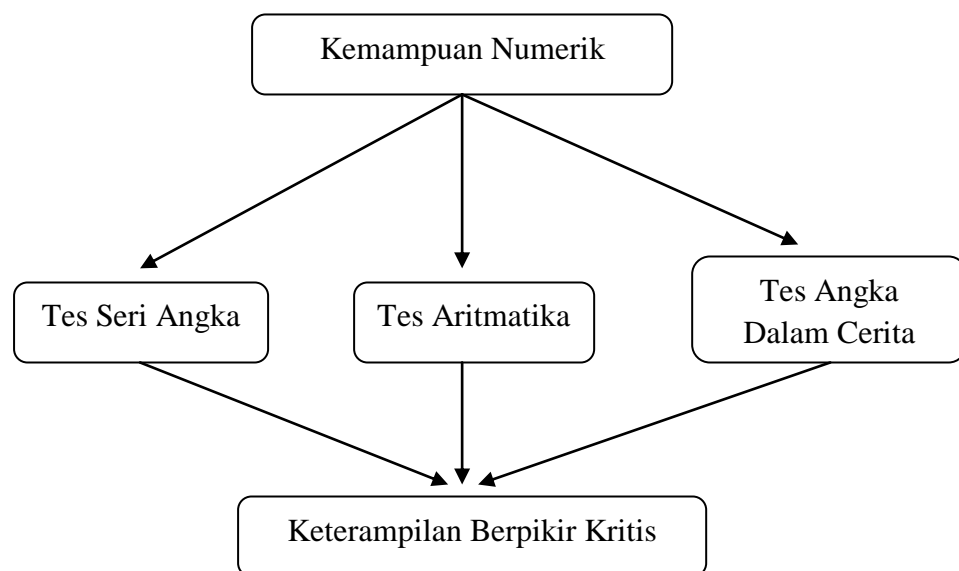 Kemampuan Numerik
Tes Seri Angka
Tes Aritmatika
Tes Angka
Dalam Cerita
Keterampilan Berpikir Kritis